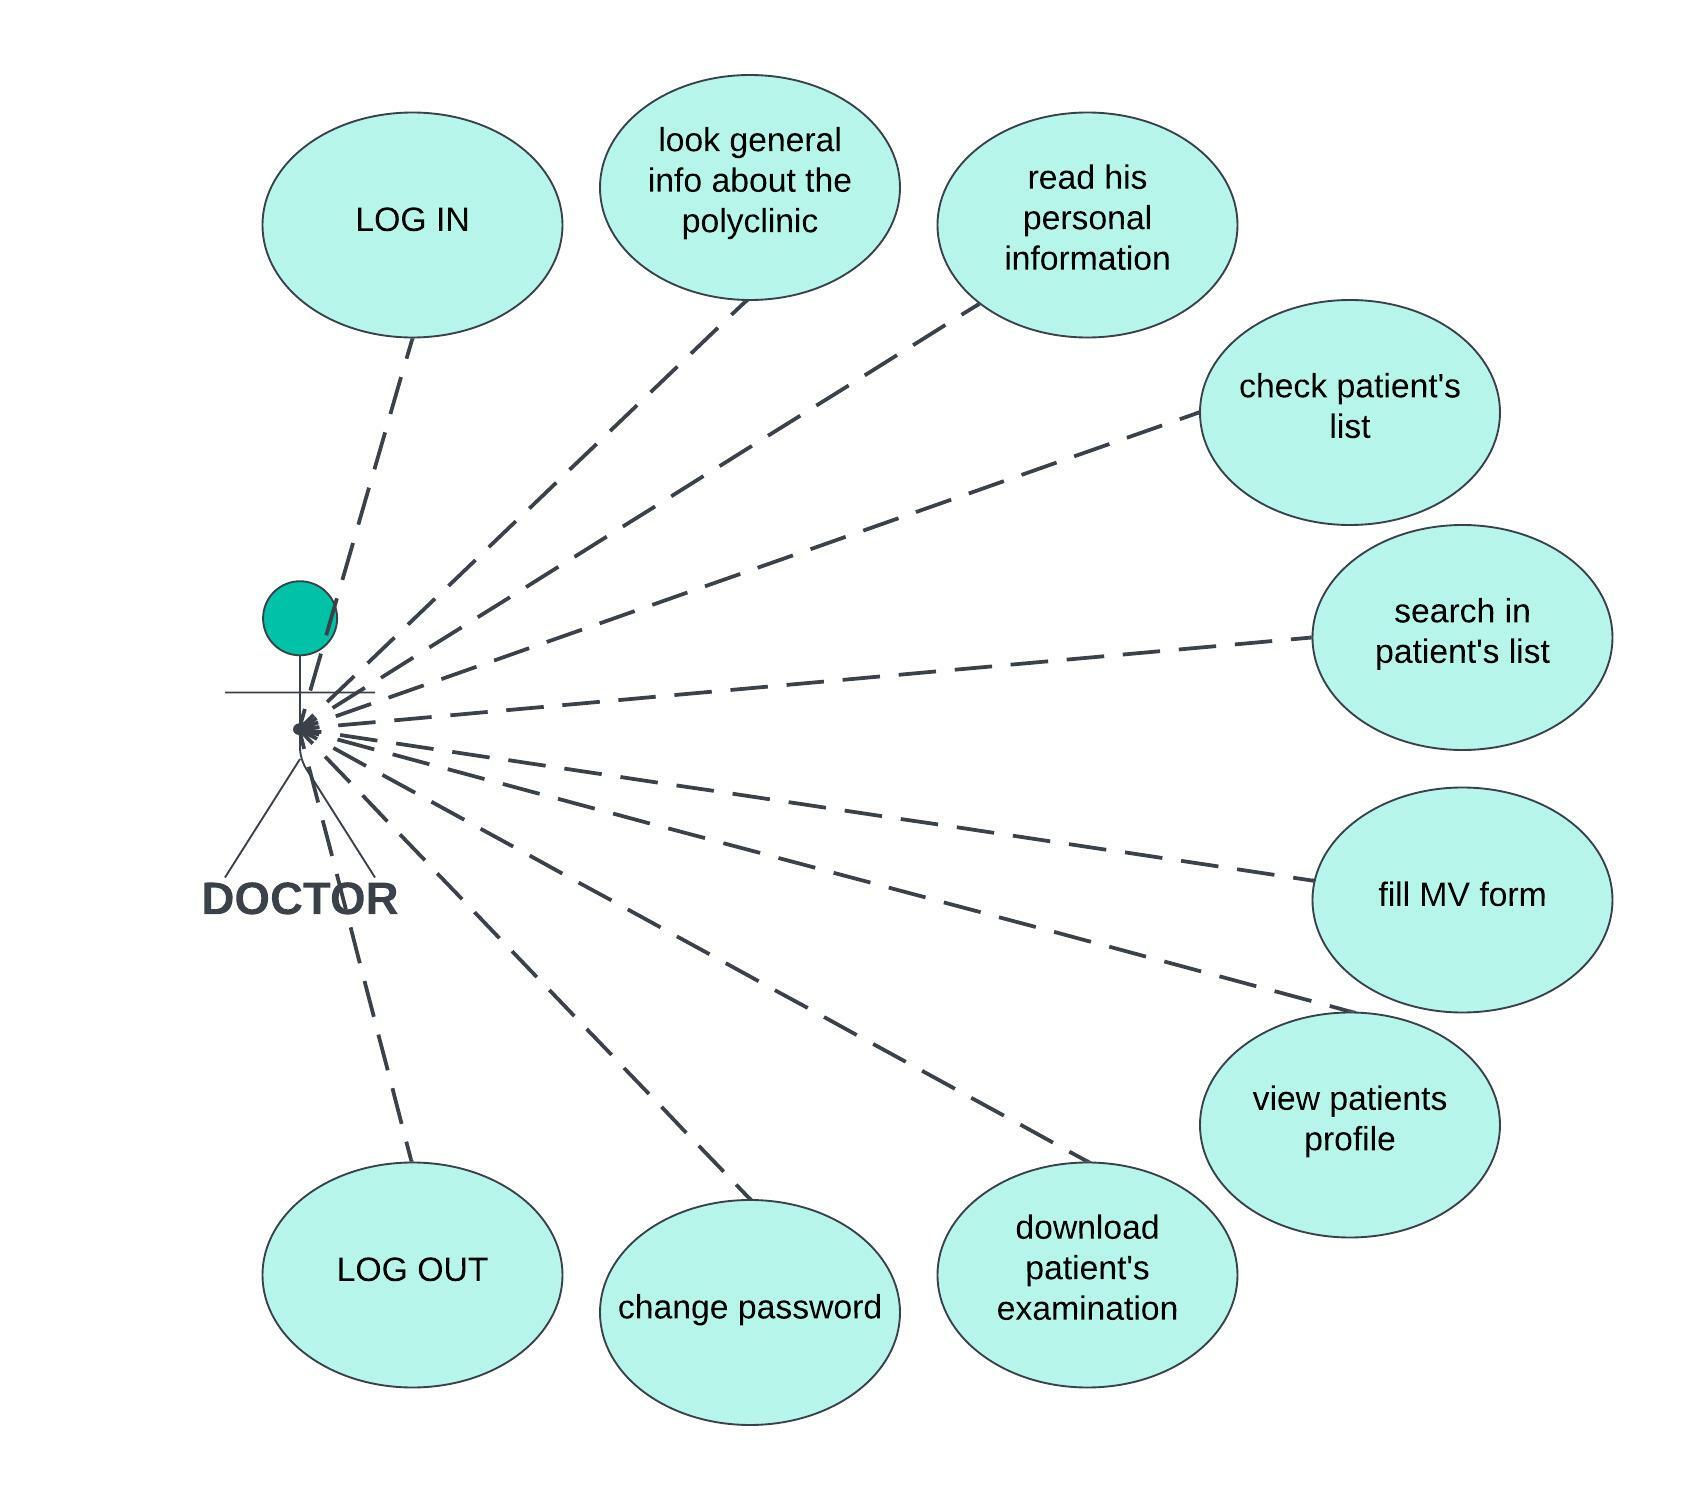 LOG IN
look general
info about the
polyclinic
read his
personal
information
check patient's
list
search in
patient's list
fill MV form
view patients
profile
download
patient's
examination
change password
LOG OUT
DOCTOR